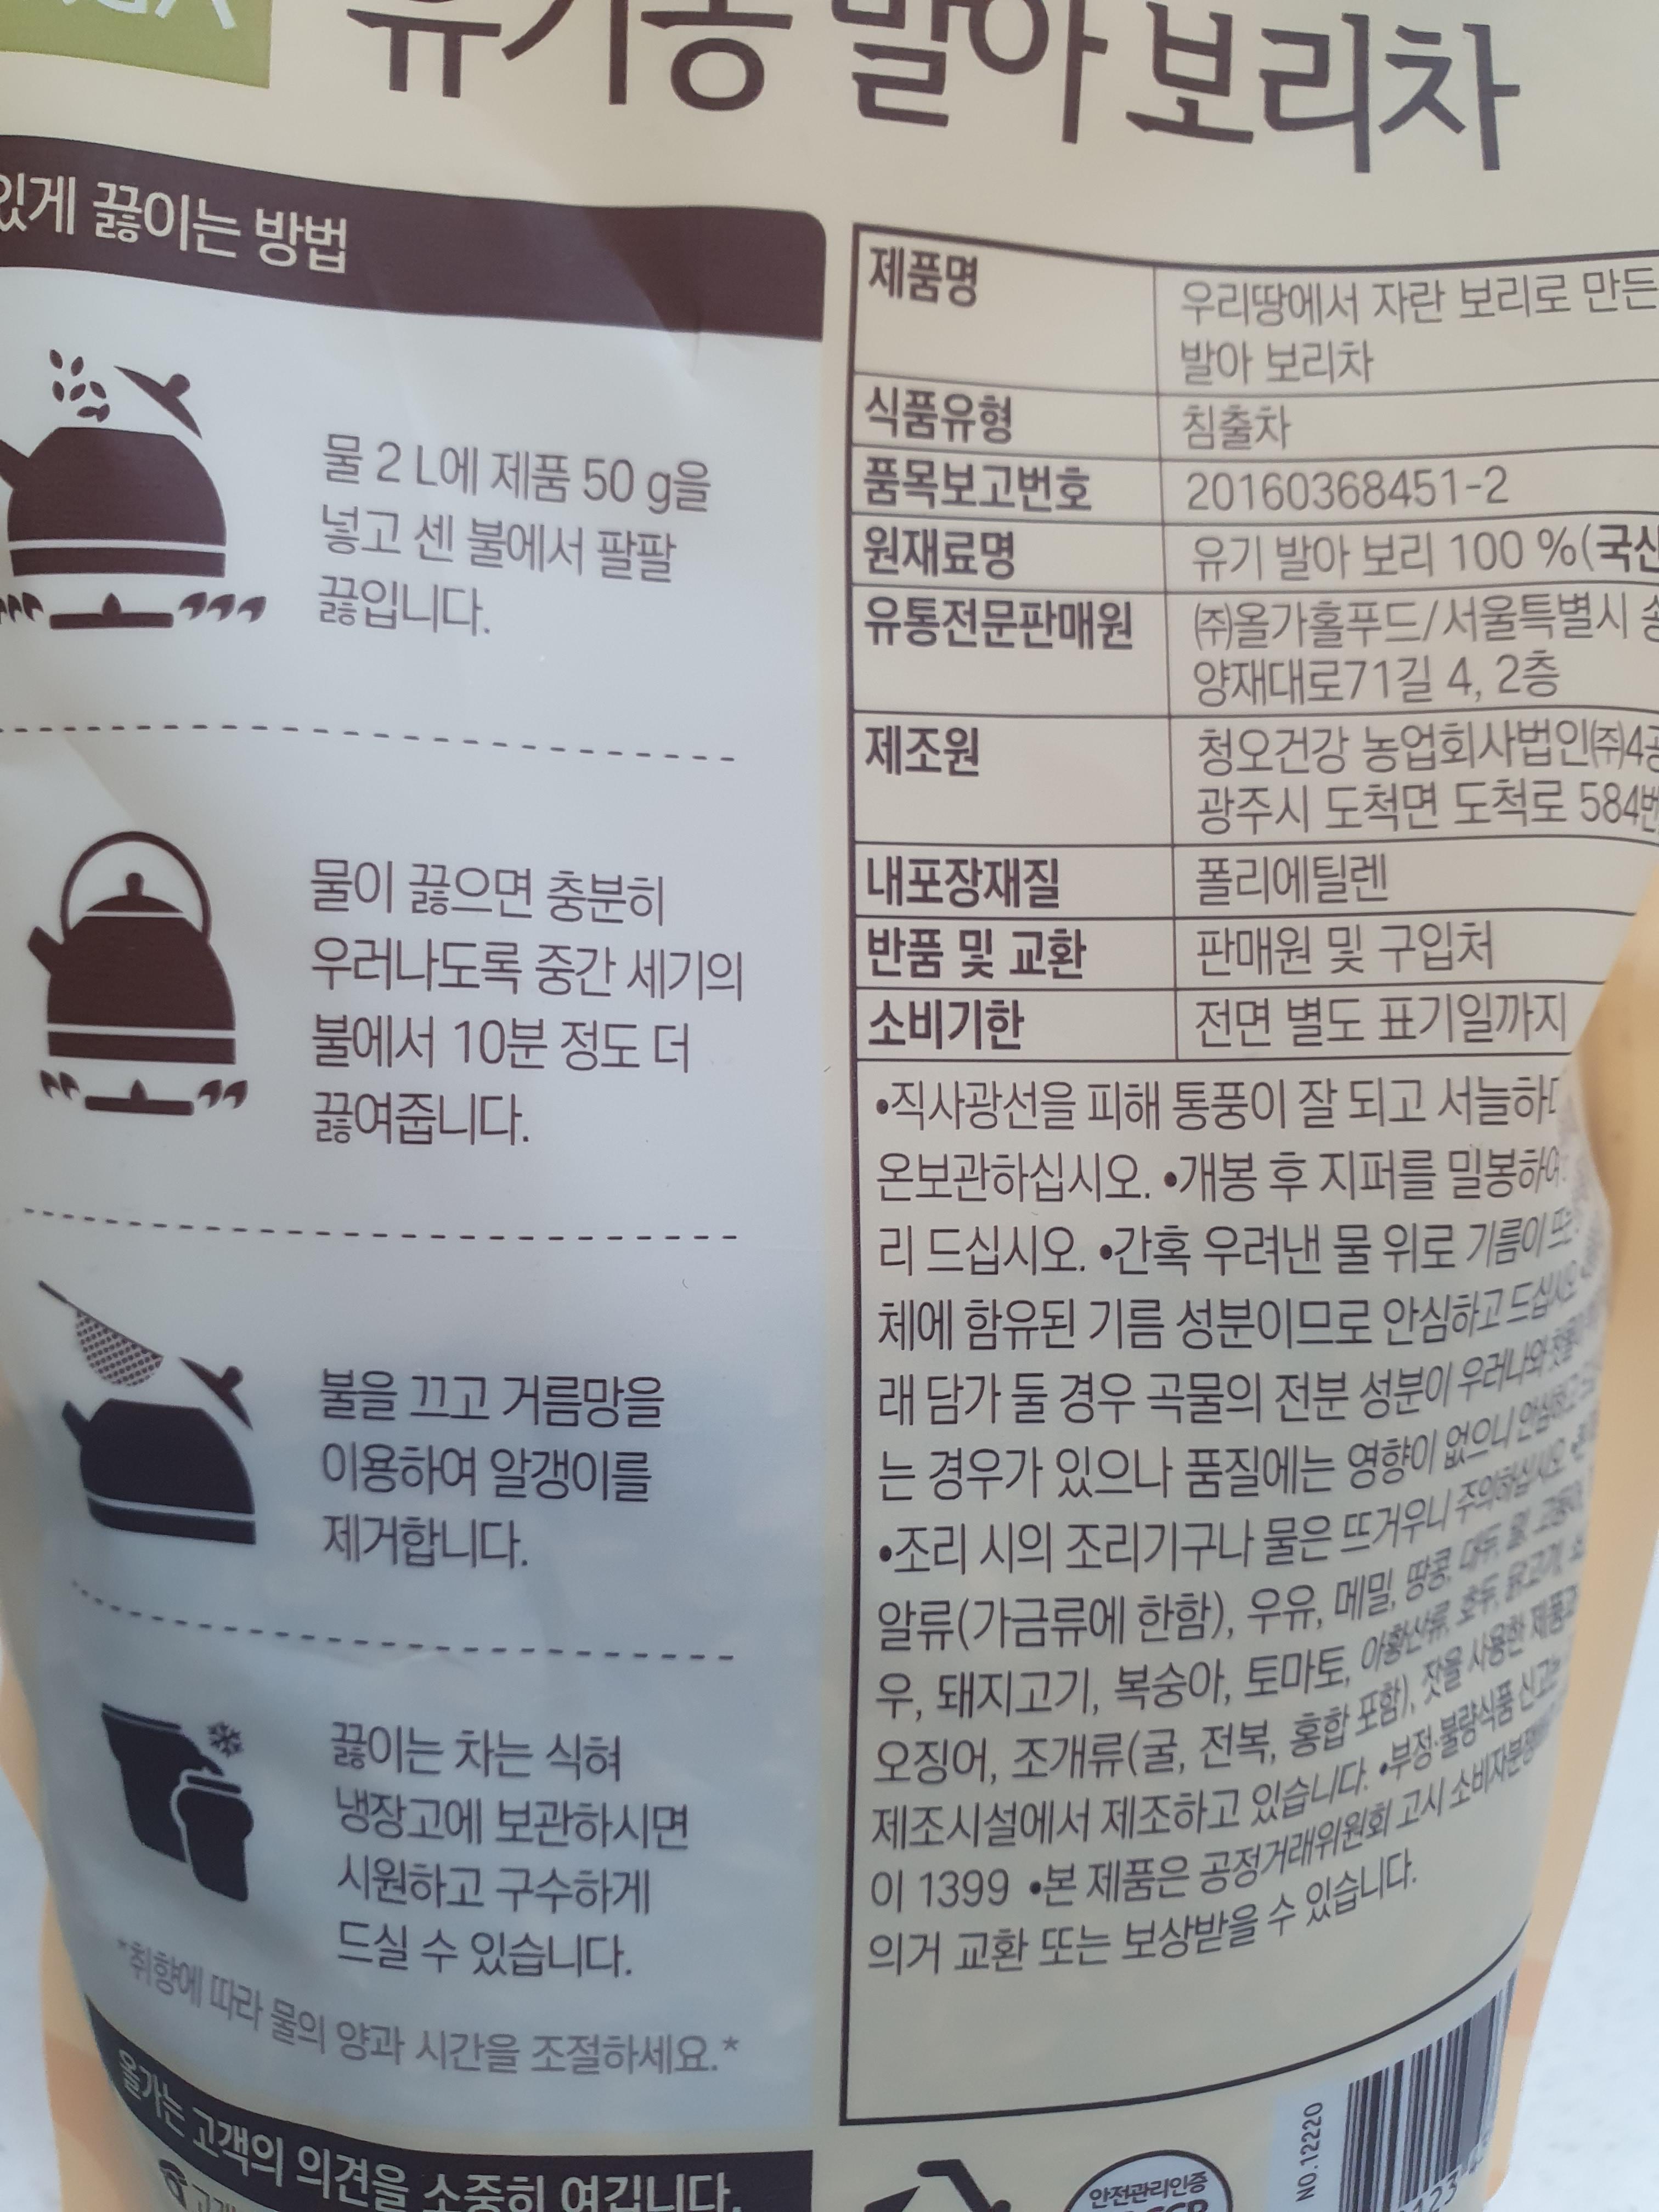 유기농 발아 보리차
있게 끓이는 방법
물 2 L에 제품 50 g을
넣고 센 불에서 팔팔
끓입니다.
물이 끓으면 충분히
우러나도록 중간 세기의
불에서 10분 정도 더
끓여줍니다.
불을 끄고 거름망을
이용하여 알갱이를
제거합니다.
끓이는 차는 식혀
냉장고에 보관하시면
시원하고 구수하게
드실 수 있습니다.
*취향에 따라 물의 양과 시간을 조절하세요.*
올가는 고객의 의견을 소중히 여깁니다.
제품명
우리땅에서 자란 보리로 만든
발아 보리차
식품유형
침출차
품목보고번호
20160368451-2
원재료명
유기 발아 보리 100 %(국산
유통전문판매원
㈜올가홀푸드/서울특별시
양재대로71길 4, 2층
제조원
청오건강 농업회사법인㈜4공
광주시 도척면 도척로 584번
내포장재질
폴리에틸렌
반품 및 교환
판매원 및 구입처
소비기한
전면 별도 표기일까지
•직사광선을 피해 통풍이 잘 되고 서늘하며
온보관하십시오. •개봉 후 지퍼를 밀봉하여
리 드십시오. •간혹 우려낸 물 위로 기름이
체에 함유된 기름 성분이므로 안심하고 드십시오
래 담가 둘 경우 곡물의 전분 성분이 우러나와
는 경우가 있으나 품질에는 영향이 없으니 안심하고
•조리 시의 조리기구나 물은 뜨거우니 주의하십시오
알류(가금류에 한함), 우유, 메밀, 땅콩, 대두, 밀, 고등어
우, 돼지고기, 복숭아, 토마토, 아황산류, 호두, 닭고기,
오징어, 조개류(굴, 전복, 홍합 포함), 잣을 사용한 제품과
제조시설에서 제조하고 있습니다. •부정·불량식품 신고는
이 1399 •본 제품은 공정거래위원회 고시 소비자분쟁
의거 교환 또는 보상받을 수 있습니다.
안전관리인증
NO.12220